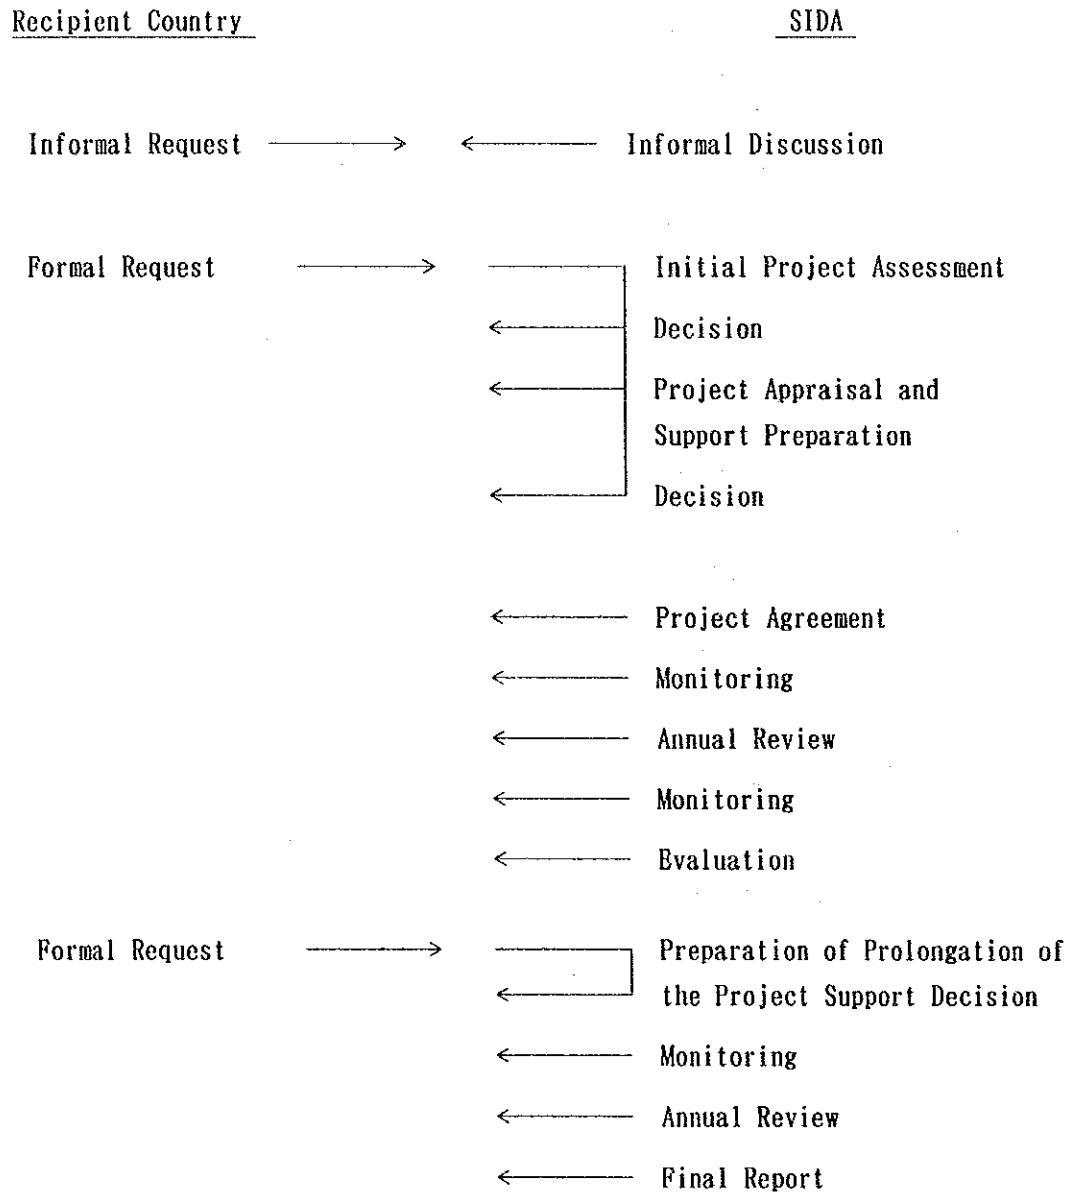 Recipient Country SIDA
Informal Request Informal Discussion
Formal Request Initial Project Assessment
Decision
Project Appraisal and
Support Preparation
Decision
Project Agreement
Monitoring
Annual Review
Monitoring
Evaluation
Formal Request Preparation of Prolongation of
the Project Support Decision
Monitoring
Annual Review
Final Report